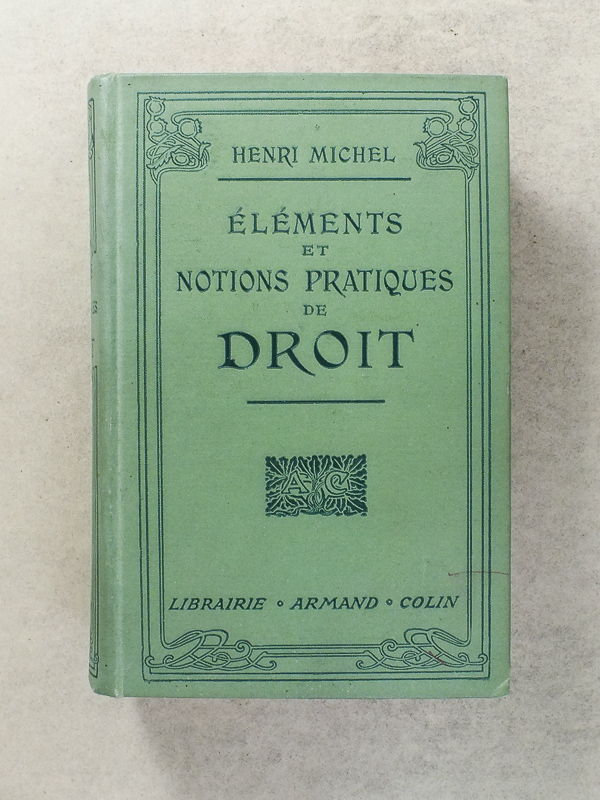 HENRI MICHEL
ÉLÉMENTS
ET
NOTIONS PRATIQUES
DE
DROIT
AC
LIBRAIRIE ∘ ARMAND ∘ COLIN